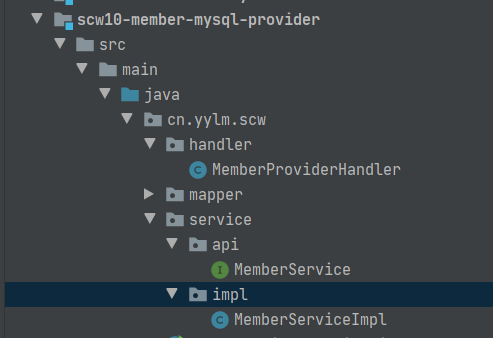 scw10-member-mysql-provider
src
main
java
cn.yylm.scw
handler
C MemberProviderHandler
mapper
service
api
I MemberService
impl
C MemberServiceImpl